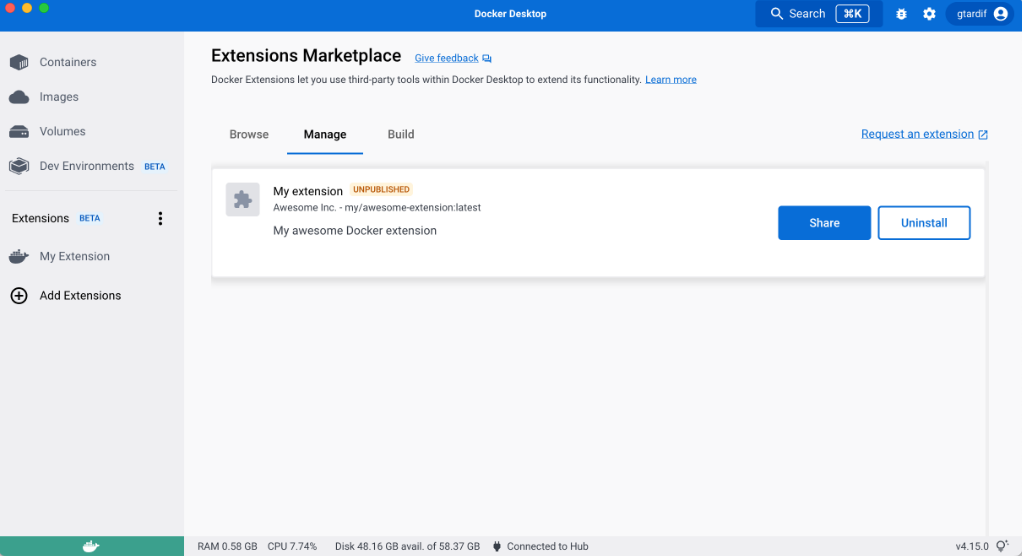 Docker Desktop
Search ⌘K
gtardif
Containers
Images
Volumes
Dev Environments BETA
Extensions BETA
My Extension
Add Extensions
Extensions Marketplace Give feedback
Docker Extensions let you use third-party tools within Docker Desktop to extend its functionality. Learn more
Browse Manage Build
Request an extension
My extension UNPUBLISHED
Awesome Inc. - my/awesome-extension:latest
My awesome Docker extension
Share Uninstall
RAM 0.58 GB CPU 7.74% Disk 48.16 GB avail. of 58.37 GB Connected to Hub v4.15.0